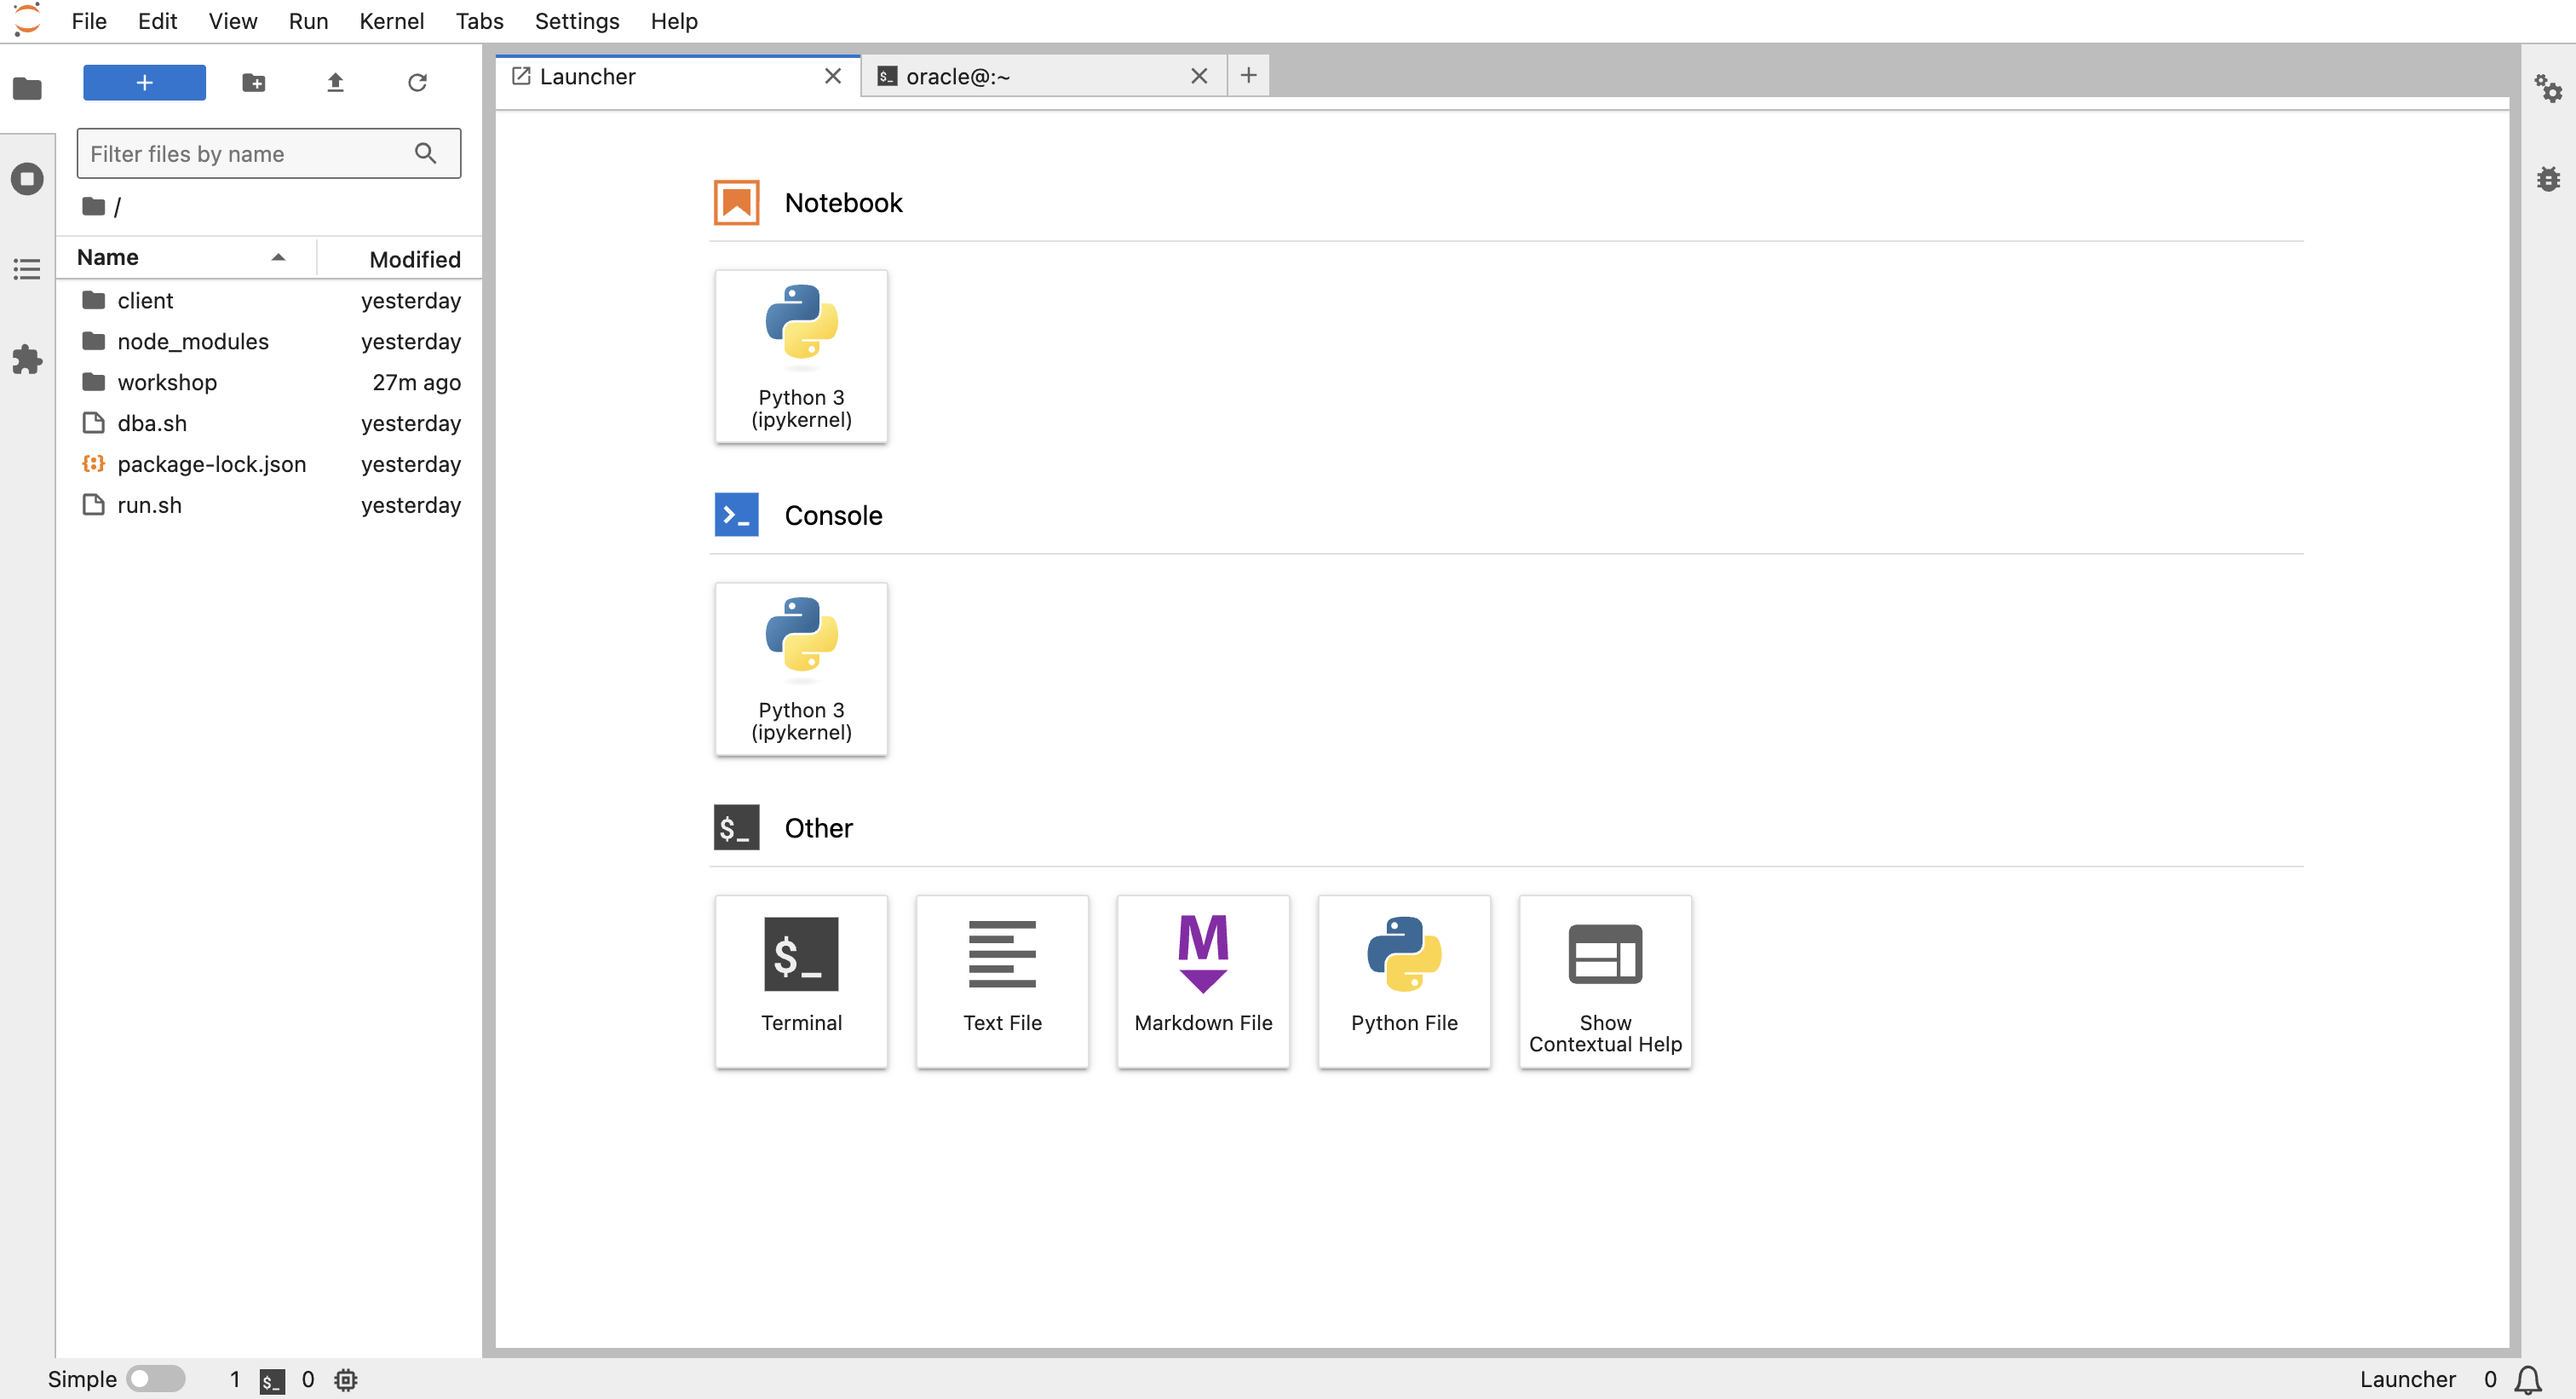 File Edit View Run Kernel Tabs Settings Help
Launcher
oracle@:~
Filter files by name
/
Name Modified
client yesterday
node_modules yesterday
workshop 27m ago
dba.sh yesterday
package-lock.json yesterday
run.sh yesterday
Notebook
Python 3
(ipykernel)
Console
>_
Python 3
(ipykernel)
$_ Other
$_
M
Terminal
Text File
Markdown File
Python File
Show
Contextual Help
Simple 1 $_ 0
Launcher 0